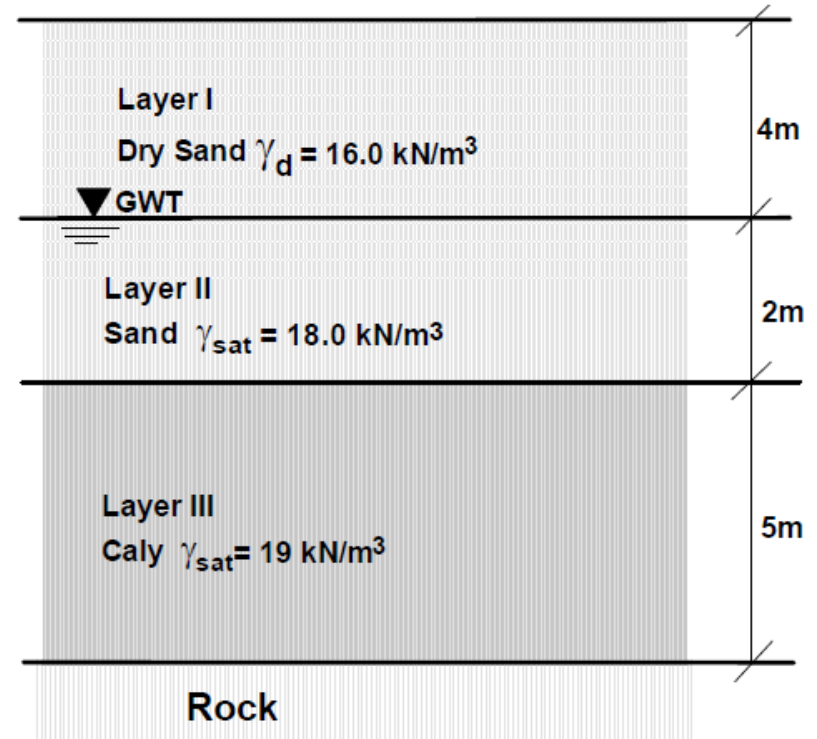 Layer I
4m
Dry Sand γd = 16.0 kN/m³
GWT
Layer II
2m
Sand γsat = 18.0 kN/m³
Layer III
5m
Caly γsat= 19 kN/m³
Rock